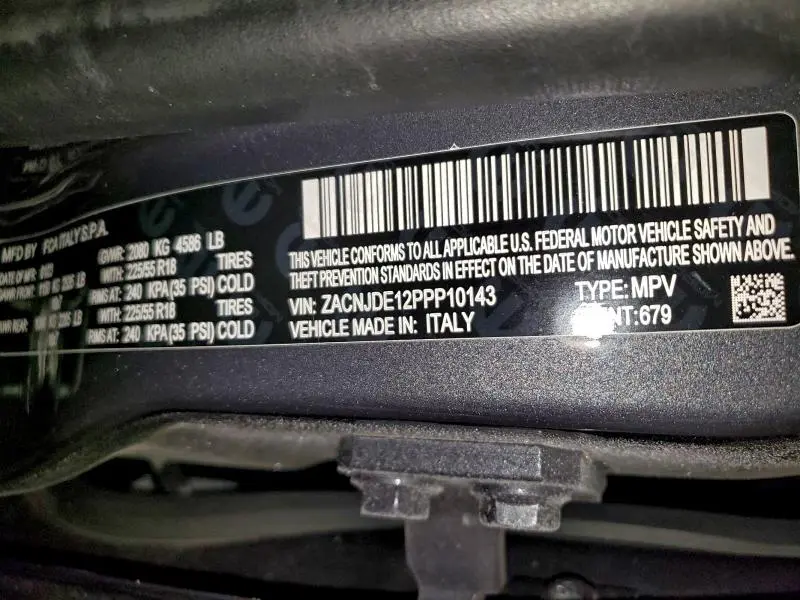 MFD BY FCA ITALY S.P.A.
GVWR: 2080 KG 4586 LB
DATE OF MFR
WITH: 225/55 R18 TIRES
RIMS AT: 240 KPA(35 PSI) COLD
WITH: 225/55 R18 TIRES
RIMS AT: 240 KPA(35 PSI) COLD
THIS VEHICLE CONFORMS TO ALL APPLICABLE U.S. FEDERAL MOTOR VEHICLE SAFETY AND
THEFT PREVENTION STANDARDS IN EFFECT ON THE DATE OF MANUFACTURE SHOWN ABOVE.
VIN: ZACNJDE12PPP10143 TYPE: MPV
VEHICLE MADE IN: ITALY NT:679